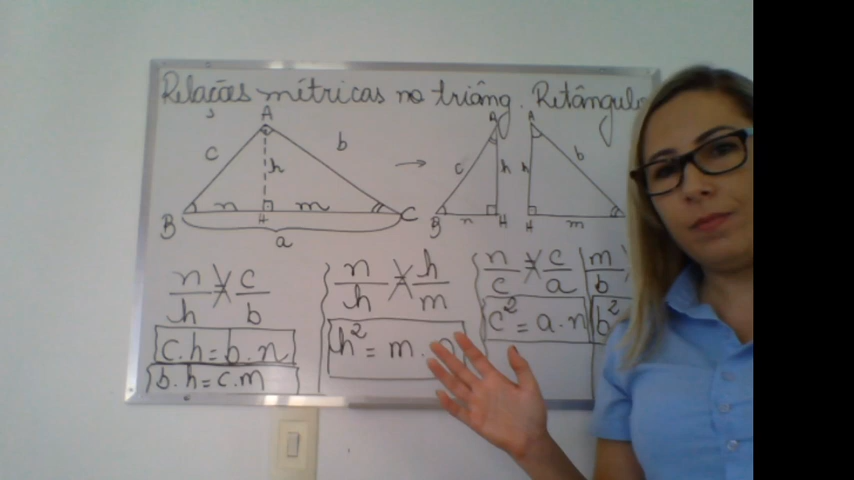 Relações métricas no triâng. Retângulo
A
c
b
h
n
m
B
H
C
a
→
A
c
h
B
n
H
A
h
b
H
m
n/h = c/b
c.h = b.n
b.h = c.m
n/h = h/m
h² = m.
n/c = c/a
c² = a.n
m/b
b²